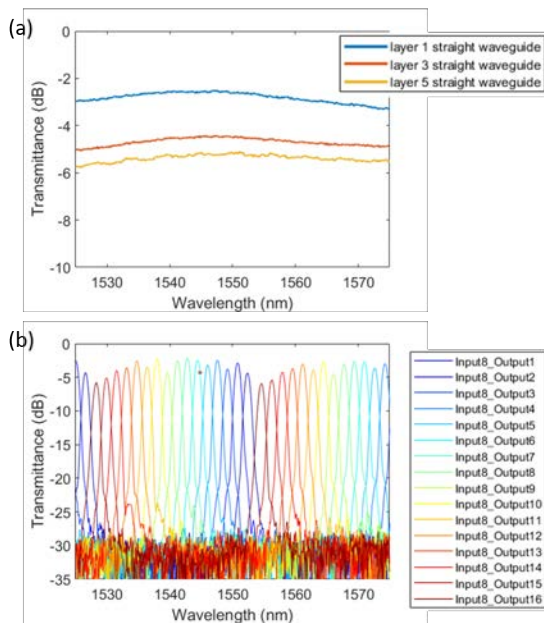 (a)
0
layer 1 straight waveguide
layer 3 straight waveguide
layer 5 straight waveguide
-2
-4
-6
-8
-10
Transmittance (dB)
1530 1540 1550 1560 1570
Wavelength (nm)
(b)
0
-5
-10
-15
-20
-25
-30
-35
Transmittance (dB)
1530 1540 1550 1560 1570
Wavelength (nm)
Input8_Output1
Input8_Output2
Input8_Output3
Input8_Output4
Input8_Output5
Input8_Output6
Input8_Output7
Input8_Output8
Input8_Output9
Input8_Output10
Input8_Output11
Input8_Output12
Input8_Output13
Input8_Output14
Input8_Output15
Input8_Output16